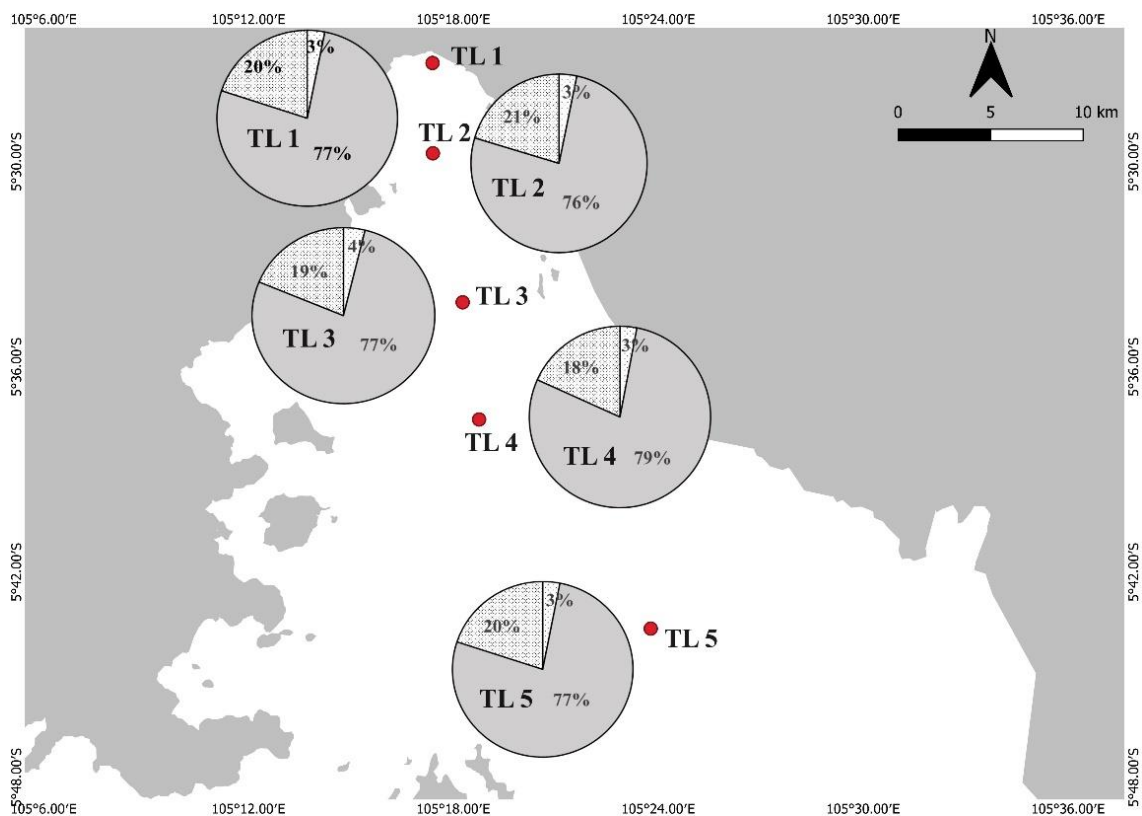 105°6.00'E 105°12.00'E 105°18.00'E 105°24.00'E 105°30.00'E 105°36.00'E
N
0 5 10 km
TL 1
3%
20%
TL 1
77%
TL 2
3%
21%
TL 2
76%
5°30.00'S
5°30.00'S
TL 3
4%
19%
TL 3
77%
5°36.00'S
5°36.00'S
TL 4
3%
18%
TL 4
79%
5°42.00'S
5°42.00'S
TL 5
3%
20%
TL 5
77%
5°48.00'S
5°48.00'S
105°6.00'E 105°12.00'E 105°18.00'E 105°24.00'E 105°30.00'E 105°36.00'E